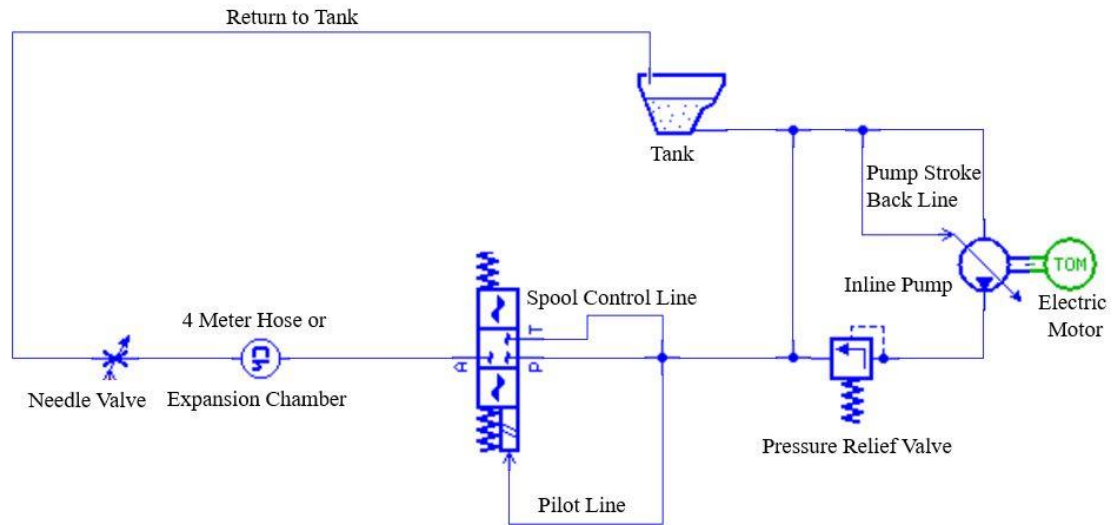 Return to Tank
Tank
Pump Stroke
Back Line
TOM
Inline Pump
Electric
Motor
Spool Control Line
4 Meter Hose or
Ch
T
A
P
Needle Valve
Expansion Chamber
Pressure Relief Valve
Pilot Line